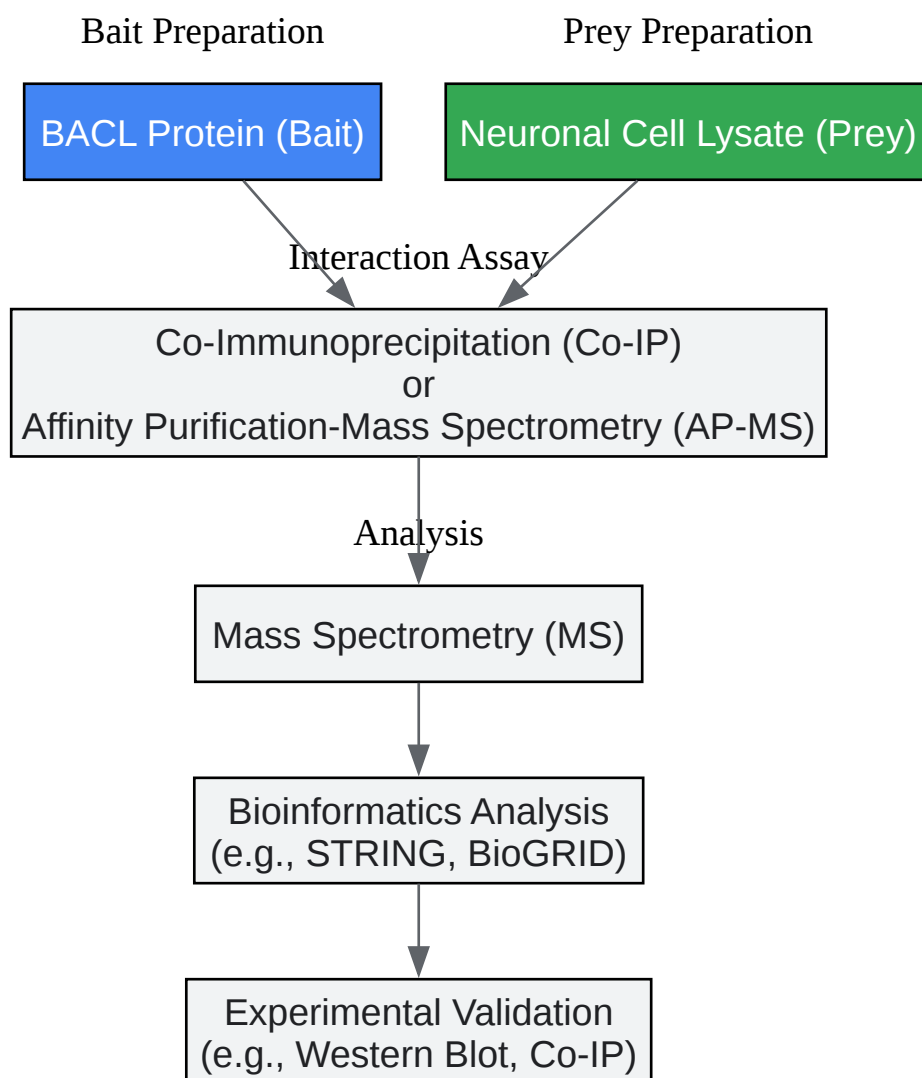 Bait Preparation
Prey Preparation
BACL Protein (Bait)
Neuronal Cell Lysate (Prey)
Interaction Assay
Co-Immunoprecipitation (Co-IP)
or
Affinity Purification-Mass Spectrometry (AP-MS)
Analysis
Mass Spectrometry (MS)
Bioinformatics Analysis
(e.g., STRING, BioGRID)
Experimental Validation
(e.g., Western Blot, Co-IP)